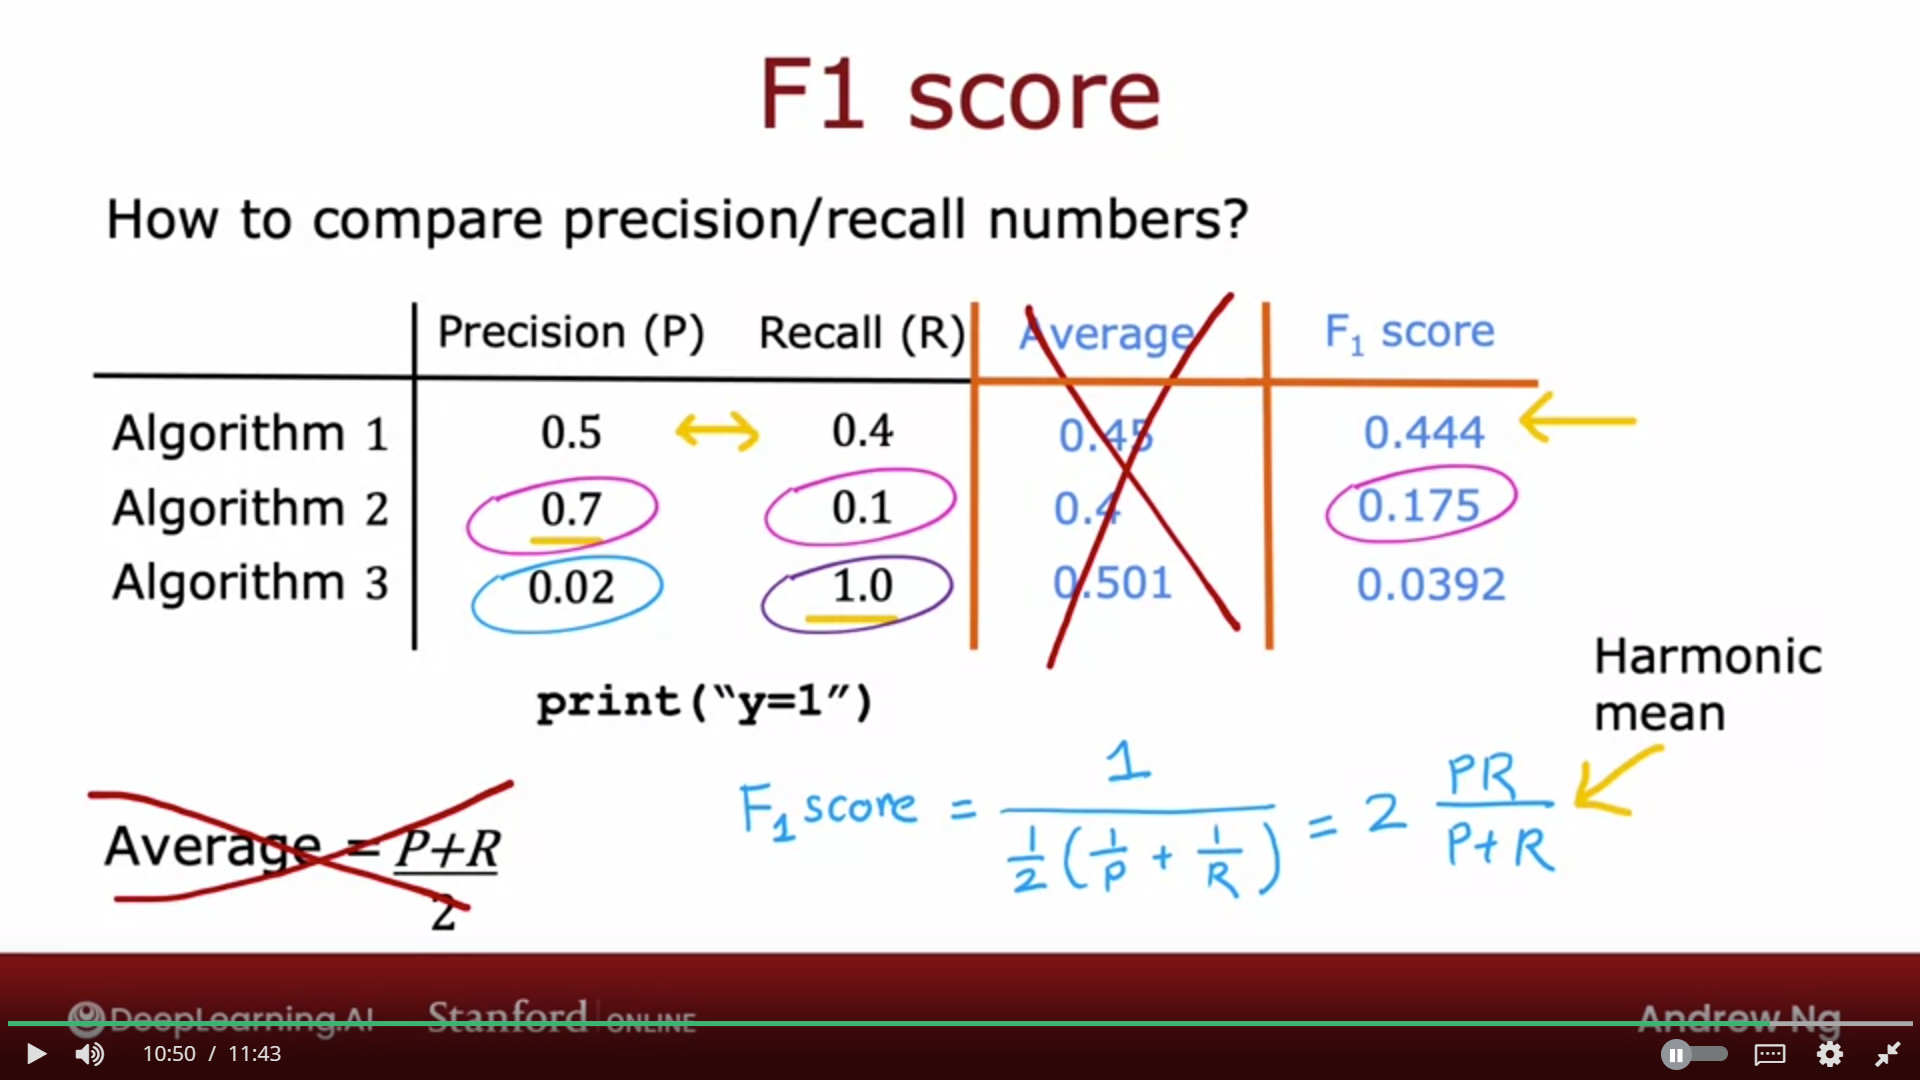 F1 score
How to compare precision/recall numbers?
Precision (P) Recall (R) Average F₁ score
Algorithm 1 0.5 0.4 0.45 0.444
Algorithm 2 0.7 0.1 0.4 0.175
Algorithm 3 0.02 1.0 0.501 0.0392
print(“y=1”)
Harmonic
mean
Average = P+R
2
F₁ score = 1 / (1/2 (1/P + 1/R)) = 2 PR / (P+R)
DeepLearning.AI Stanford | ONLINE Andrew Ng
10:50 / 11:43